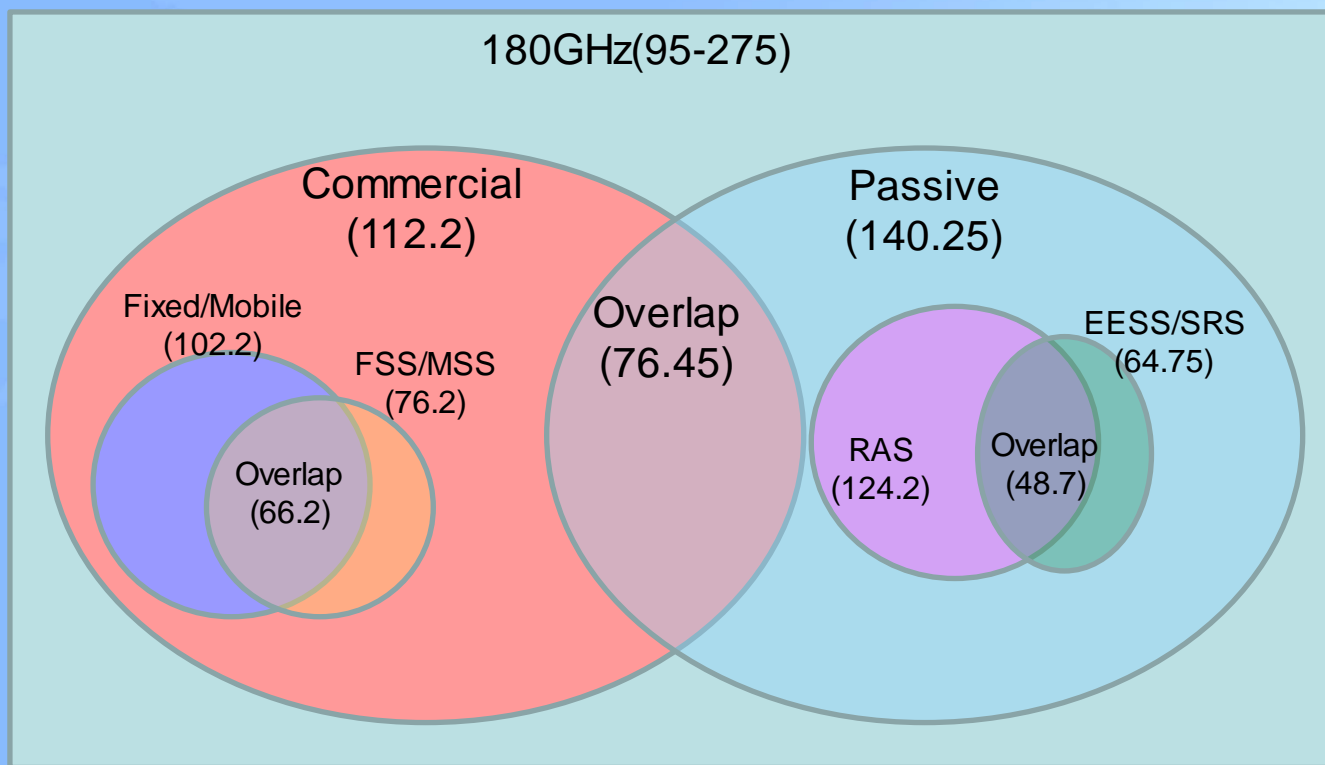 180GHz(95-275)
Commercial
(112.2)
Passive
(140.25)
Overlap
(76.45)
Fixed/Mobile
(102.2)
FSS/MSS
(76.2)
Overlap
(66.2)
EESS/SRS
(64.75)
RAS
(124.2)
Overlap
(48.7)